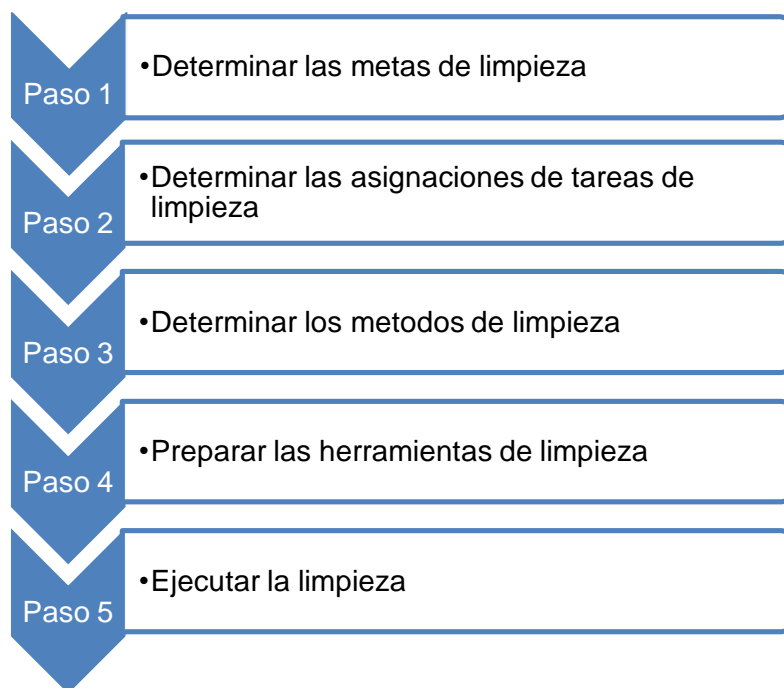 Paso 1
•Determinar las metas de limpieza
Paso 2
•Determinar las asignaciones de tareas de
limpieza
Paso 3
•Determinar los metodos de limpieza
Paso 4
•Preparar las herramientas de limpieza
Paso 5
•Ejecutar la limpieza